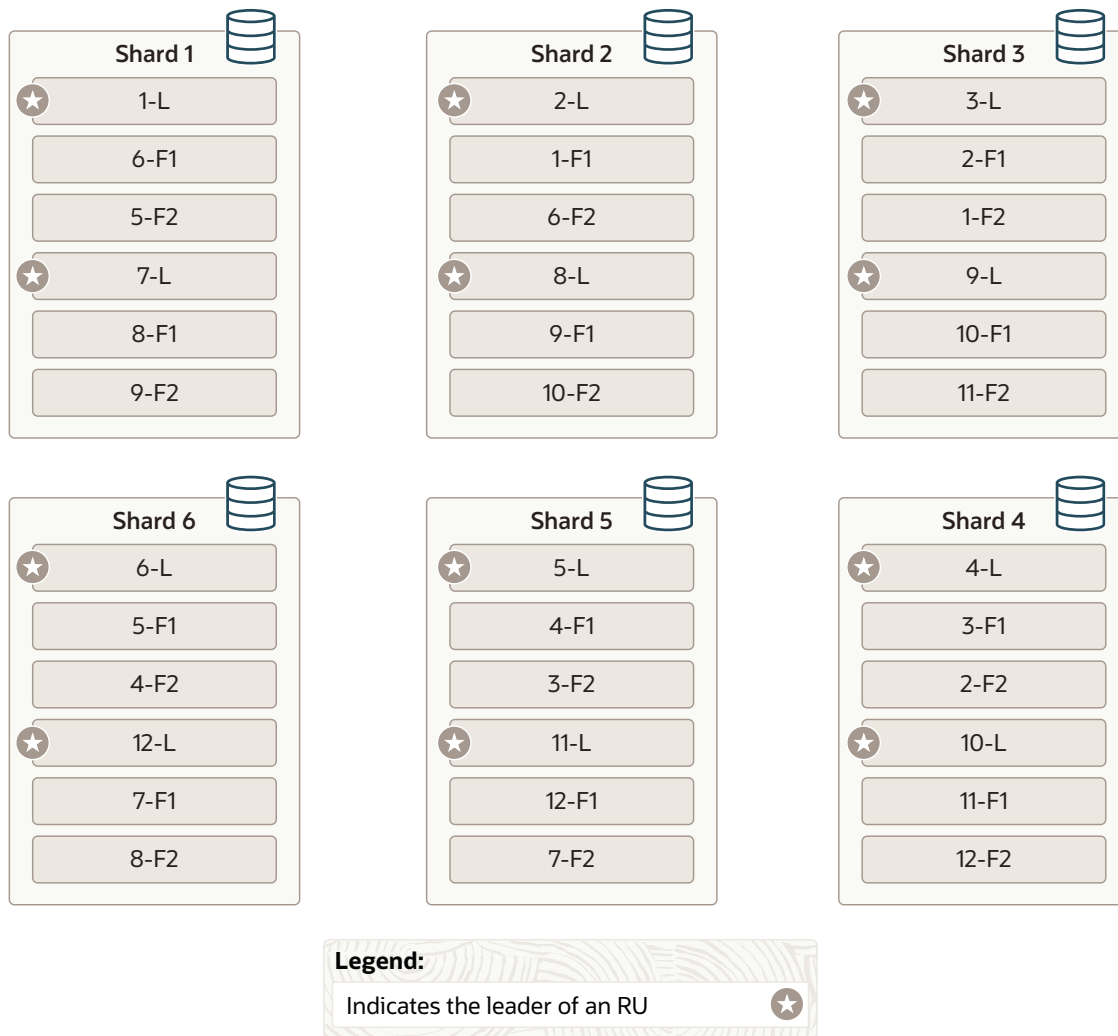 Shard 1
1-L
6-F1
5-F2
7-L
8-F1
9-F2
Shard 2
2-L
1-F1
6-F2
8-L
9-F1
10-F2
Shard 3
3-L
2-F1
1-F2
9-L
10-F1
11-F2
Shard 6
6-L
5-F1
4-F2
12-L
7-F1
8-F2
Shard 5
5-L
4-F1
3-F2
11-L
12-F1
7-F2
Shard 4
4-L
3-F1
2-F2
10-L
11-F1
12-F2
Legend:
Indicates the leader of an RU